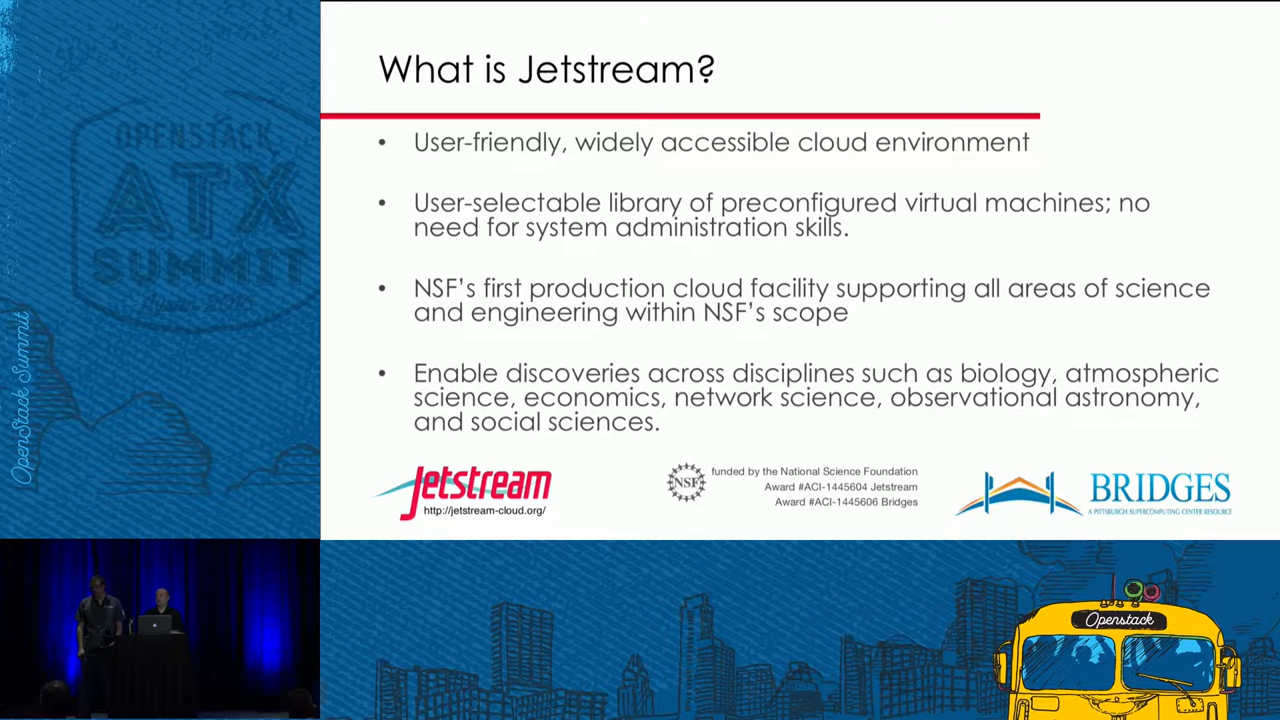 What is Jetstream?
• User-friendly, widely accessible cloud environment
• User-selectable library of preconfigured virtual machines; no
need for system administration skills.
• NSF's first production cloud facility supporting all areas of science
and engineering within NSF's scope
• Enable discoveries across disciplines such as biology, atmospheric
science, economics, network science, observational astronomy,
and social sciences.
Jetstream
http://jetstream-cloud.org/
NSF
funded by the National Science Foundation
Award #ACI-1445604 Jetstream
Award #ACI-1445606 Bridges
BRIDGES
A PITTSBURGH SUPERCOMPUTING CENTER RESOURCE
OPENSTACK
ATX
SUMMIT
OpenStack Summit
Openstack